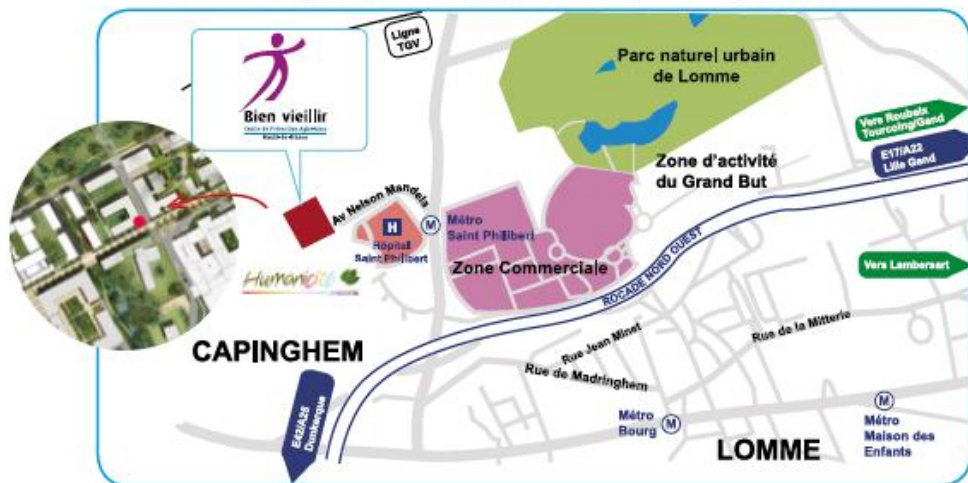 Ligne
TGV
Parc naturel urbain
de Lomme
Bien vieillir
Vers Roubaix
Tourcoing/Gand
E17/A22
Lille Gand
Zone d'activité
du Grand But
Av Nelson Mandela
H
Hôpital
Saint Philibert
M
Métro
Saint Philibert
Zone Commerciale
Humanicité
ROCADE NORD OUEST
Vers Lambersart
CAPINGHEM
Rue Jean Minet
Rue de la Mitterie
Rue de Madringhem
E42/A25
Dunkerque
Métro
Bourg
M
M
Métro
Maison des
Enfants
LOMME